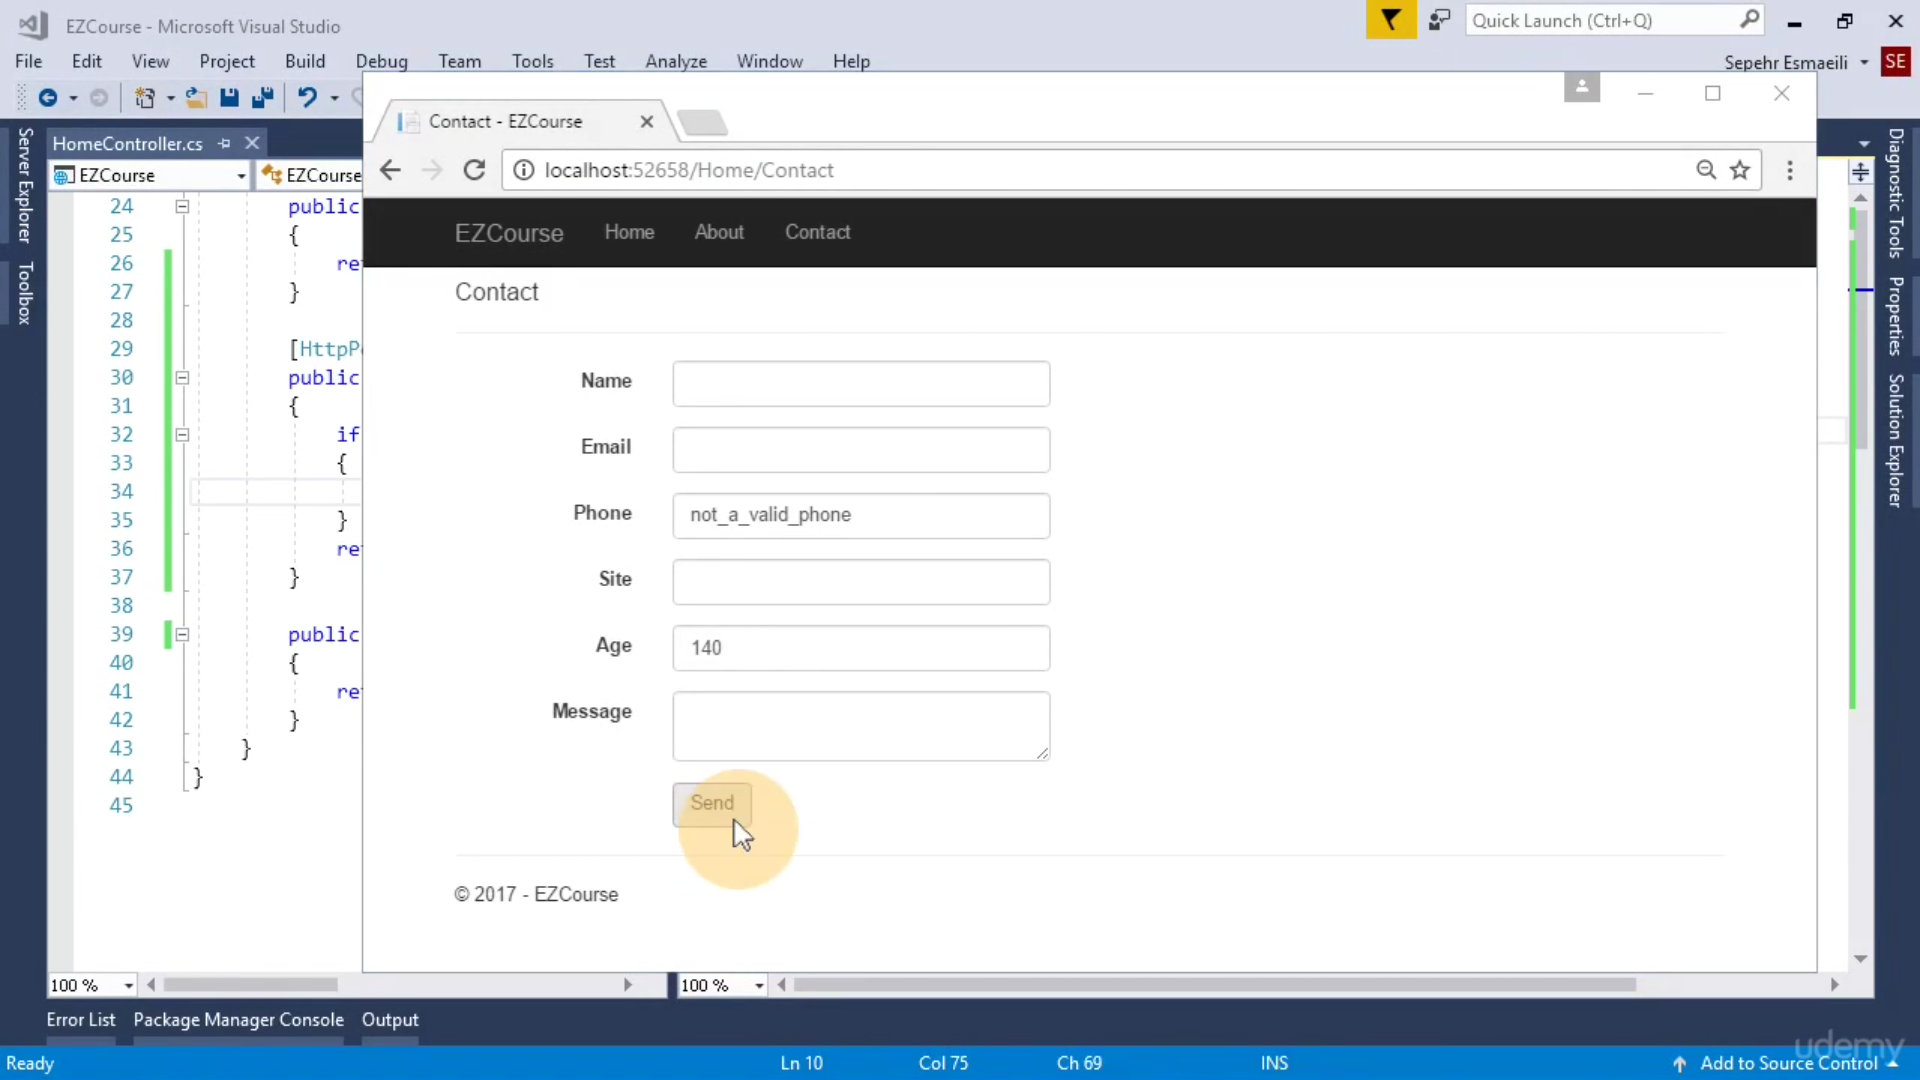 EZCourse - Microsoft Visual Studio
Quick Launch (Ctrl+Q)
File Edit View Project Build Debug Team Tools Test Analyze Window Help
Sepehr Esmaeili SE
Server Explorer
Toolbox
HomeController.cs
EZCourse
EZCourse
24 public
25 {
26 ret
27 }
28
29 [HttpPo
30 public
31 {
32 if
33 {
34
35 }
36 ret
37 }
38
39 public
40 {
41 ret
42 }
43 }
44 }
45
Contact - EZCourse
localhost:52658/Home/Contact
EZCourse Home About Contact
Contact
Name
Email
Phone not_a_valid_phone
Site
Age 140
Message
Send
© 2017 - EZCourse
Diagnostic Tools
Properties
Solution Explorer
100 %
100 %
Error List Package Manager Console Output
udemy
Ready Ln 10 Col 75 Ch 69 INS Add to Source Control